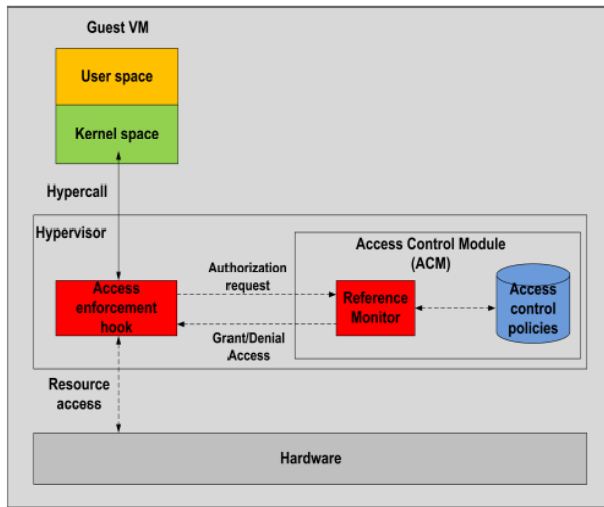 Guest VM
User space
Kernel space
Hypercall
Hypervisor
Access Control Module
(ACM)
Access
enforcement
hook
Authorization
request
Reference
Monitor
Access
control
policies
Grant/Denial
Access
Resource
access
Hardware